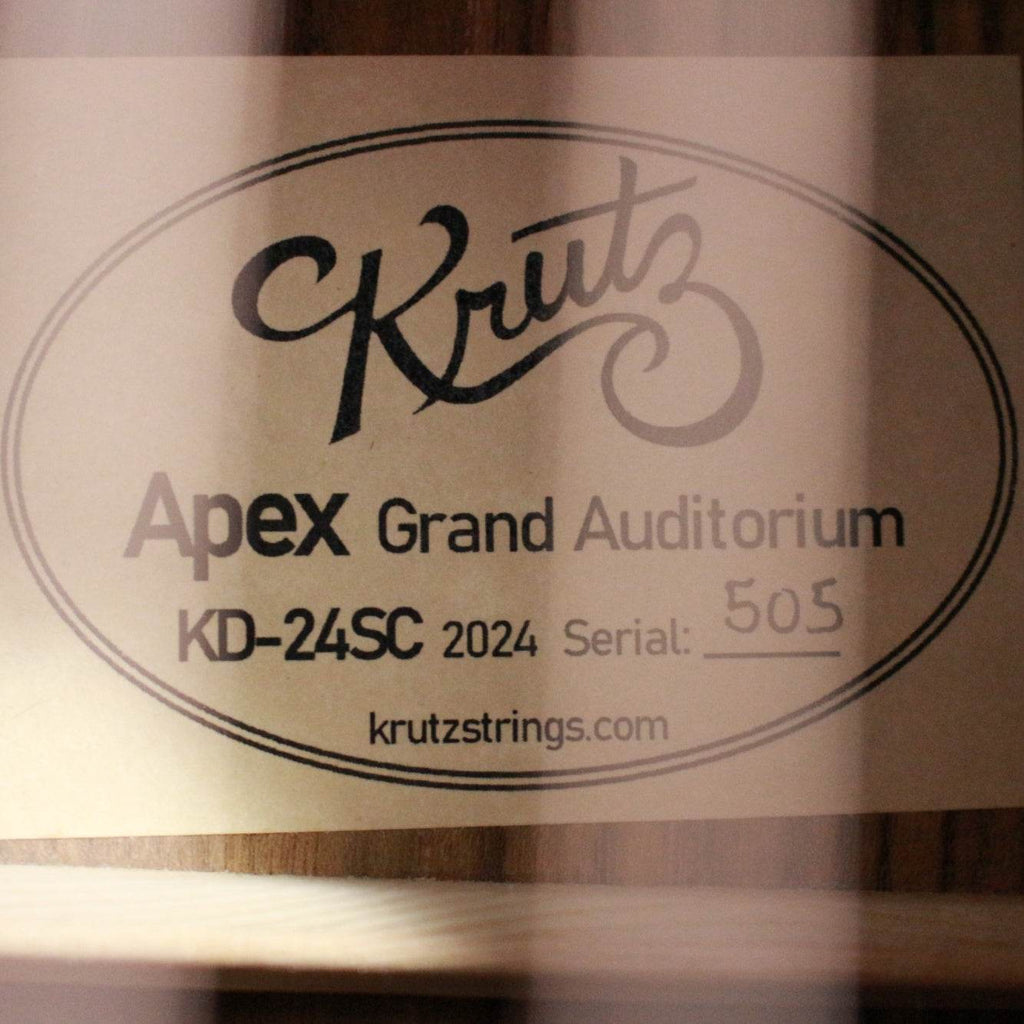 Krutz
Apex Grand Auditorium
KD-24SC 2024 Serial: 505
krutzstrings.com